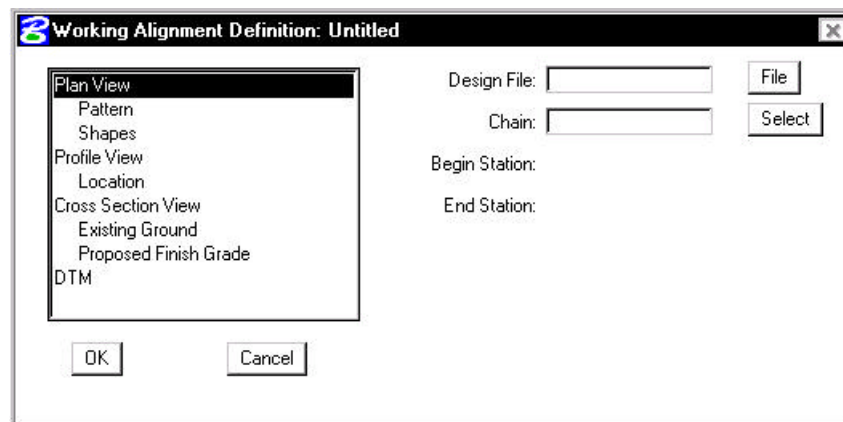 Working Alignment Definition: Untitled
Plan View
Pattern
Shapes
Profile View
Location
Cross Section View
Existing Ground
Proposed Finish Grade
DTM
Design File:
File
Chain:
Select
Begin Station:
End Station:
OK
Cancel